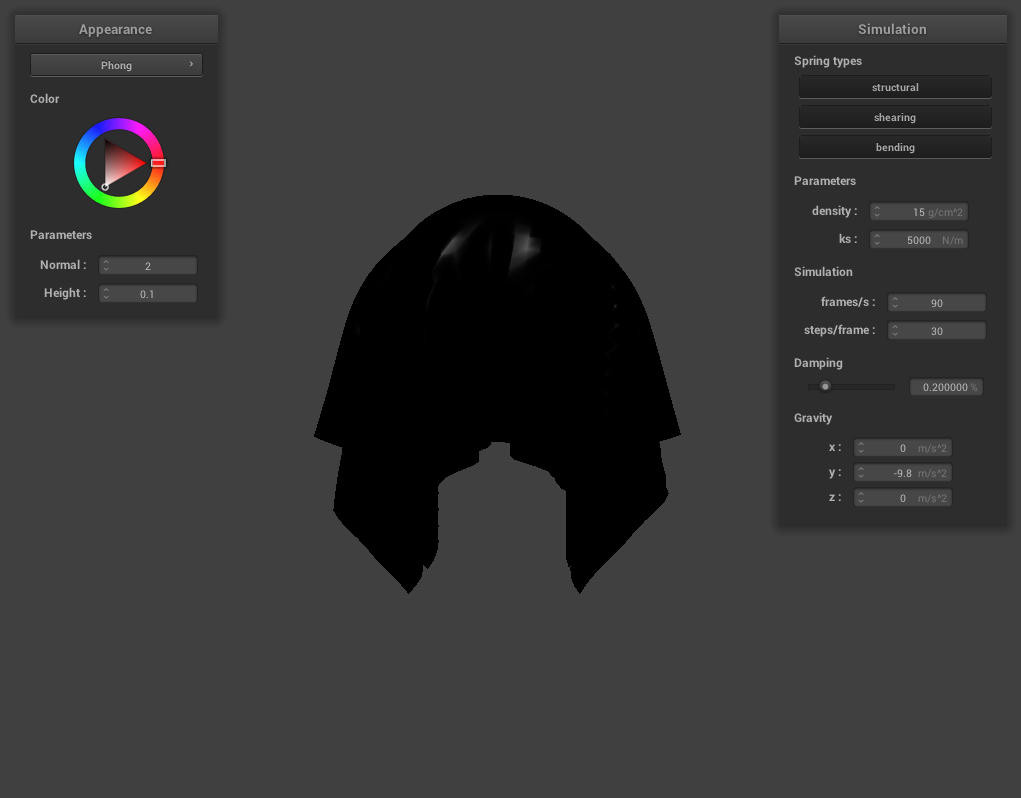 Appearance
Phong
Color
Parameters
Normal : 2
Height : 0.1
Simulation
Spring types
structural
shearing
bending
Parameters
density : 15 g/cm^2
ks : 5000 N/m
Simulation
frames/s : 90
steps/frame : 30
Damping
0.200000 %
Gravity
x : 0 m/s^2
y : -9.8 m/s^2
z : 0 m/s^2